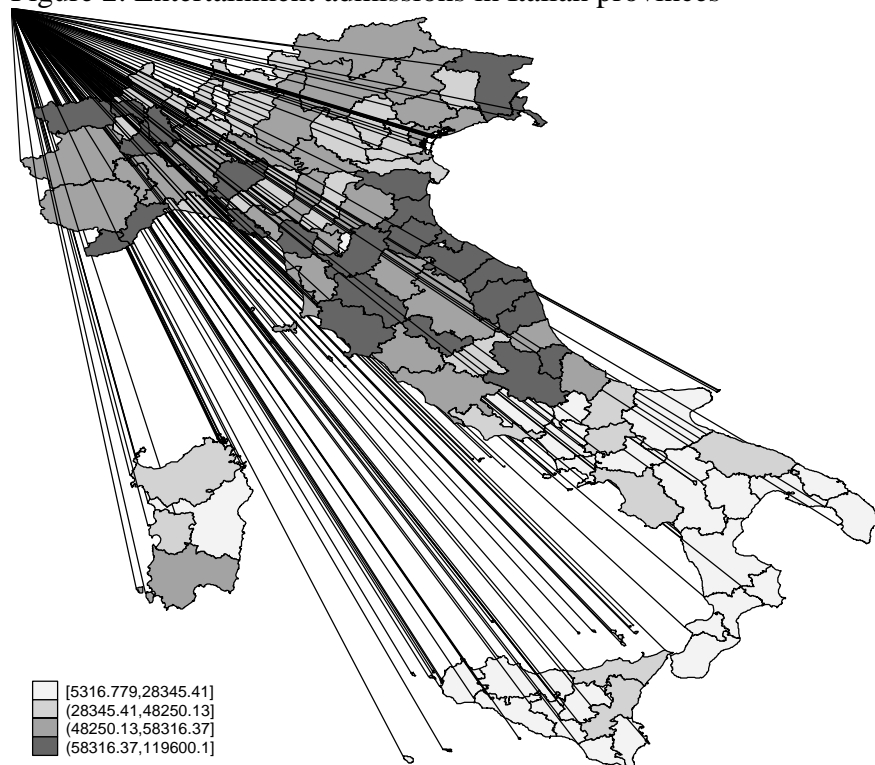 Figure 2: Entertainment admissions in Italian provinces
[5316.779,28345.41]
(28345.41,48250.13]
(48250.13,58316.37]
(58316.37,119600.1]